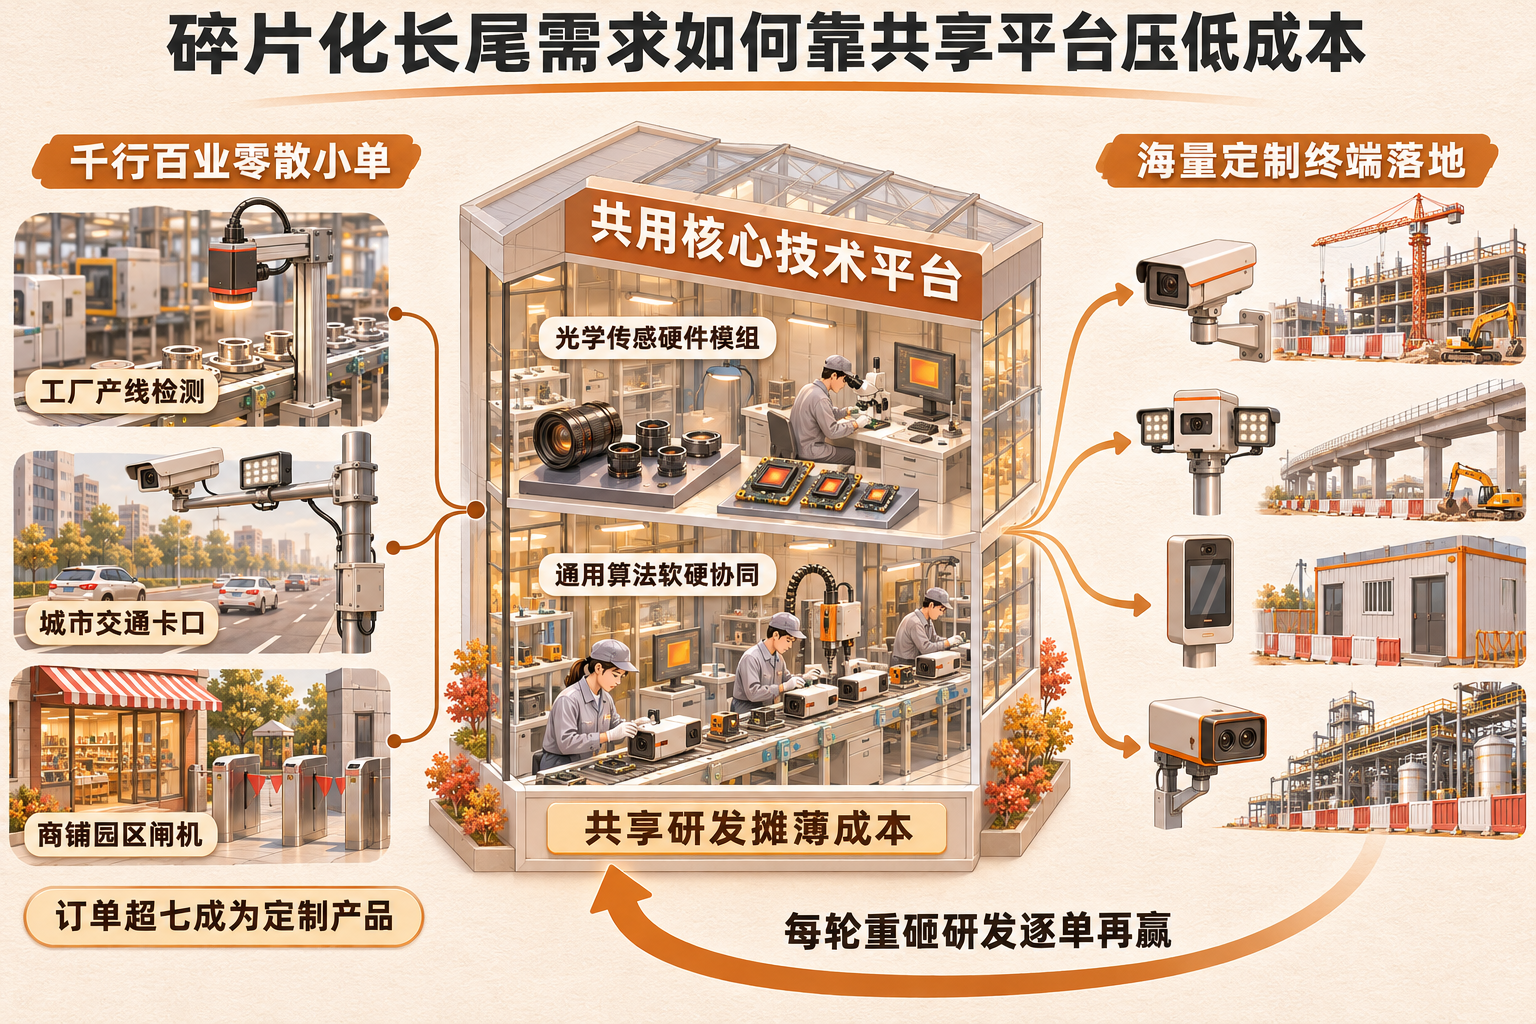 碎片化长尾需求如何靠共享平台压低成本
千行百业零散小单
工厂产线检测
城市交通卡口
商铺园区闸机
订单超七成为定制产品
共用核心技术平台
光学传感硬件模组
通用算法软硬协同
共享研发摊薄成本
海量定制终端落地
每轮重砸研发逐单再赢